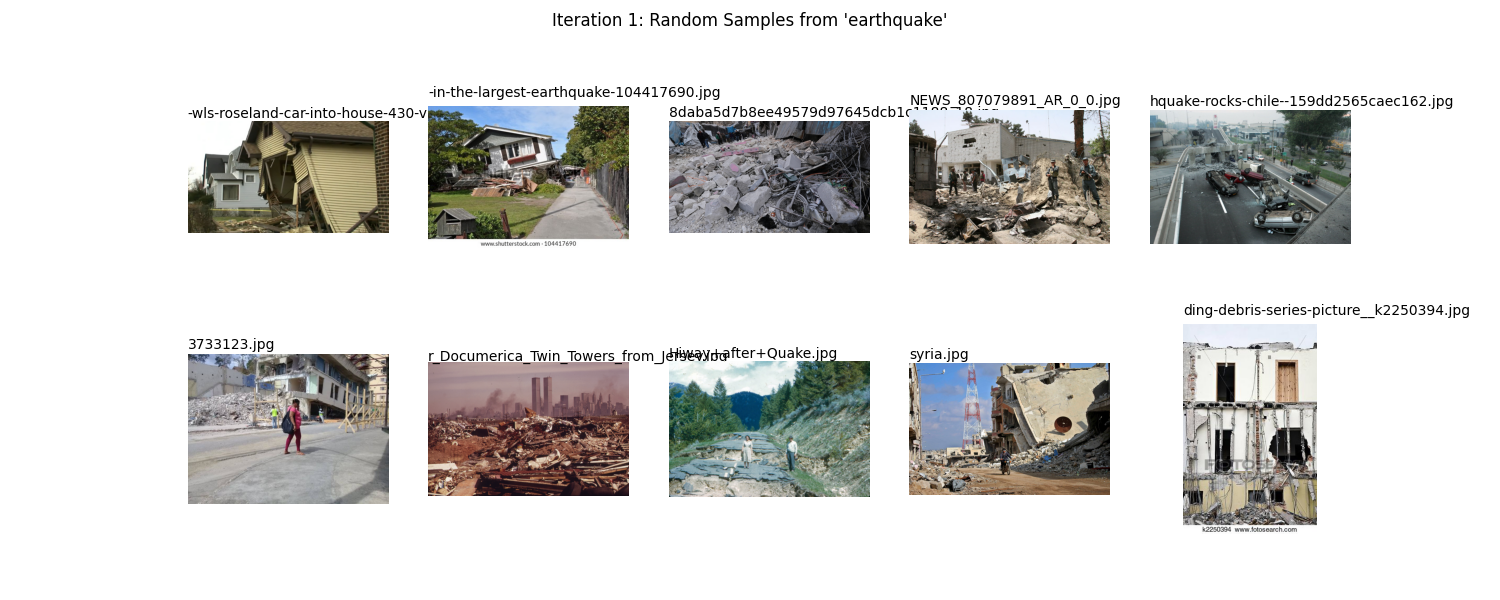 Iteration 1: Random Samples from 'earthquake'
-wls-roseland-car-into-house-430-v
-in-the-largest-earthquake-104417690.jpg
8daba5d7b8ee49579d97645dcb1c
NEWS_807079891_AR_0_0.jpg
hquake-rocks-chile--159dd2565caec162.jpg
www.shutterstock.com · 104417690
3733123.jpg
r_Documerica_Twin_Towers_from_Jersey.jpg
Hiway+after+Quake.jpg
syria.jpg
ding-debris-series-picture__k2250394.jpg
FOTOSEARCH
k2250394 www.fotosearch.com